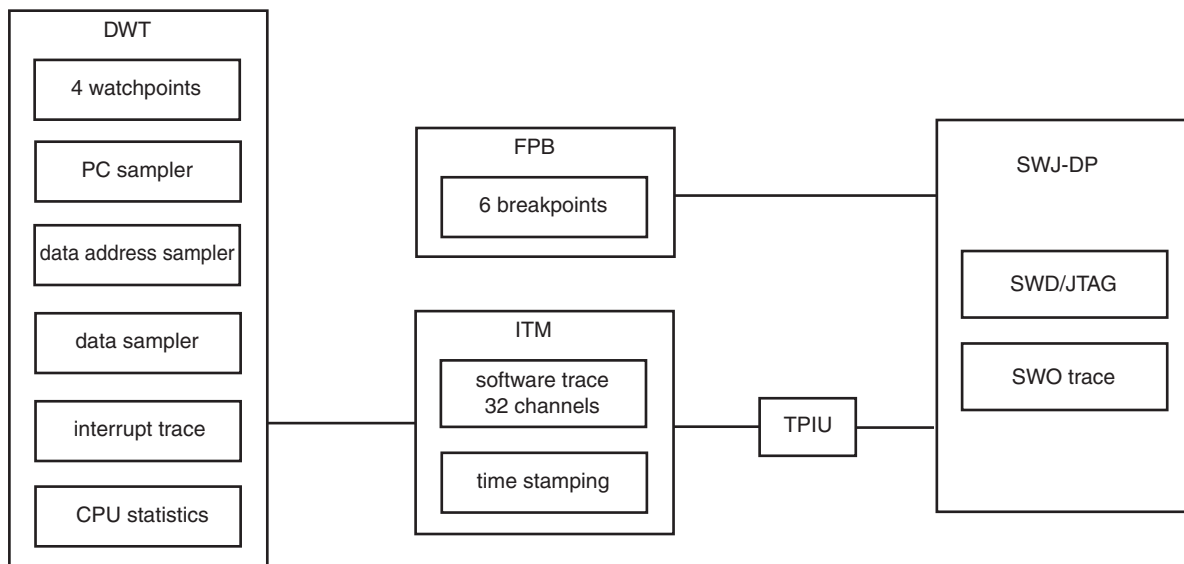 DWT
4 watchpoints
PC sampler
data address sampler
data sampler
interrupt trace
CPU statistics
FPB
6 breakpoints
ITM
software trace
32 channels
time stamping
TPIU
SWJ-DP
SWD/JTAG
SWO trace